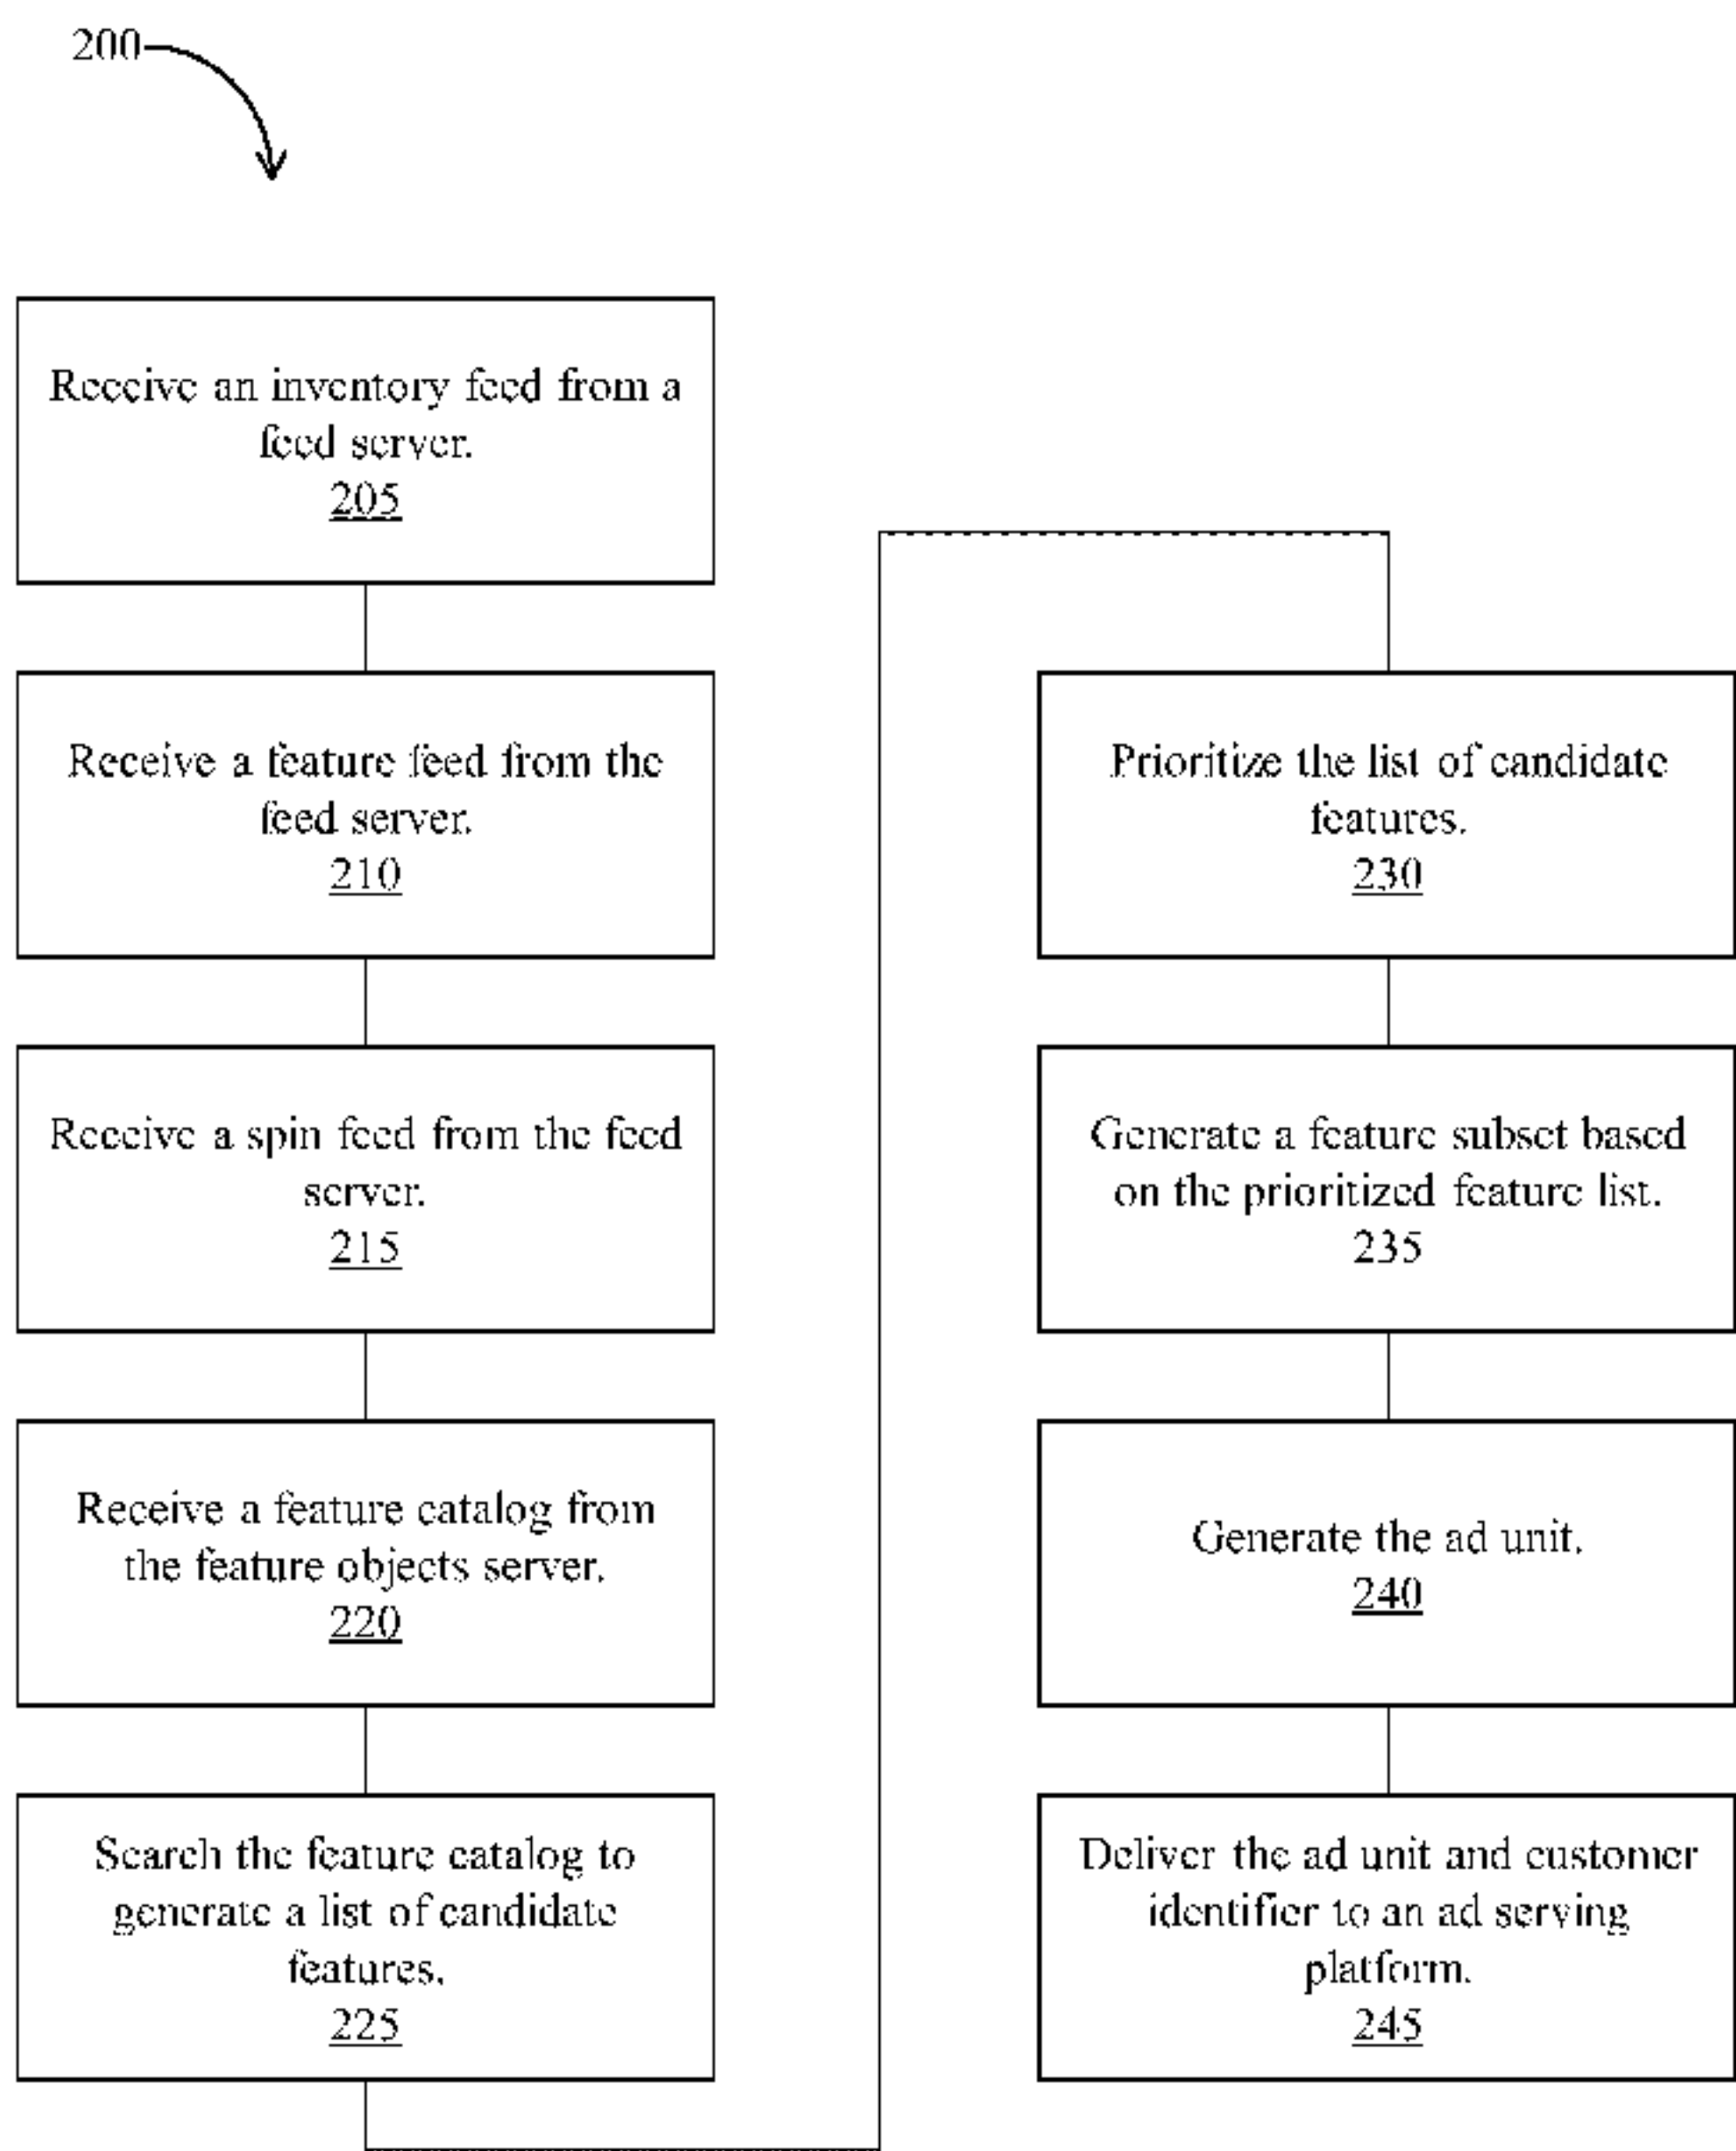 200
Receive an inventory feed from a
feed server.
205
Receive a feature feed from the
feed server.
210
Receive a spin feed from the feed
server.
215
Receive a feature catalog from
the feature objects server.
220
Search the feature catalog to
generate a list of candidate
features.
225
Prioritize the list of candidate
features.
230
Generate a feature subset based
on the prioritized feature list.
235
Generate the ad unit.
240
Deliver the ad unit and customer
identifier to an ad serving
platform.
245